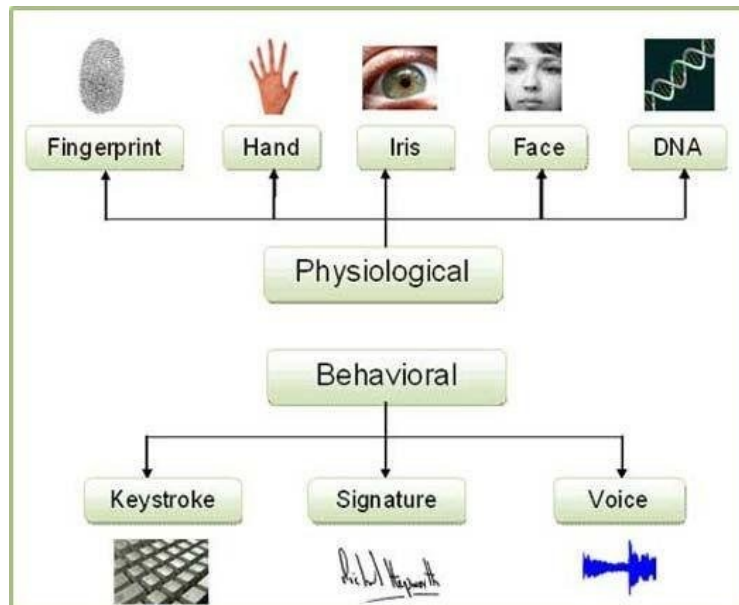 Fingerprint
Hand
Iris
Face
DNA
Physiological
Behavioral
Keystroke
Signature
Voice